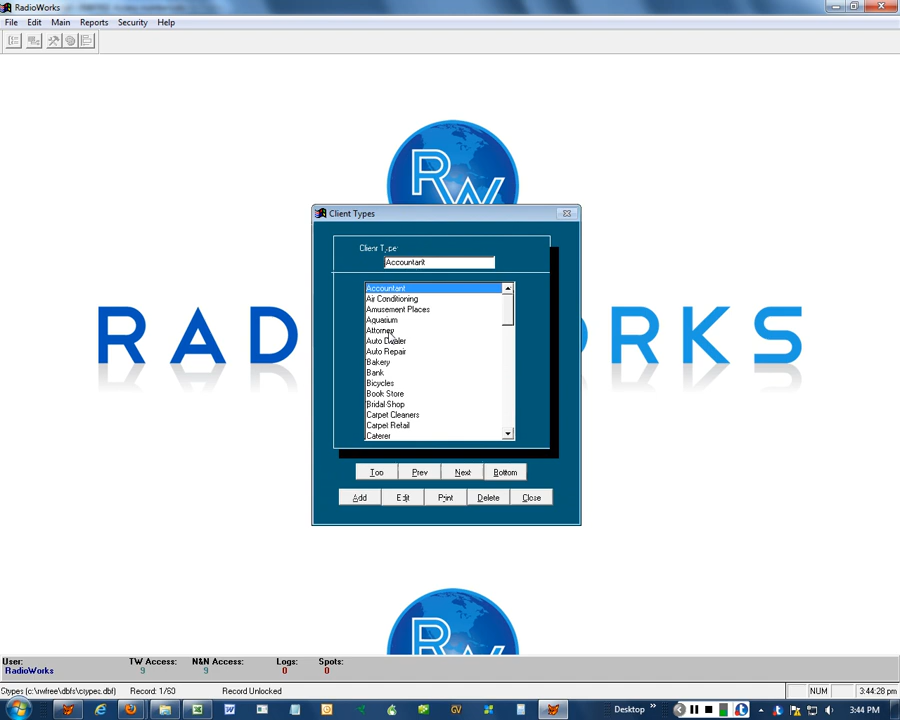 RadioWorks
File Edit Main Reports Security Help
RW
Client Types
Client Type:
Accountant
Accountant
Air Conditioning
Amusement Places
Aquarium
Attorney
Auto Dealer
Auto Repair
Bakery
Bank
Bicycles
Book Store
Bridal Shop
Carpet Cleaners
Carpet Retail
Caterer
RAD RKS
Top Prev Next Bottom
Add Edit Print Delete Close
RW
User: TW Access: N&N Access: Logs: Spots:
RadioWorks 9 9 0 0
Stypes (c:\rwfree\dbfs\ctypec.dbf) Record: 1/60 Record Unlocked NUM 3:44:28 pm
Desktop » 3:44 PM